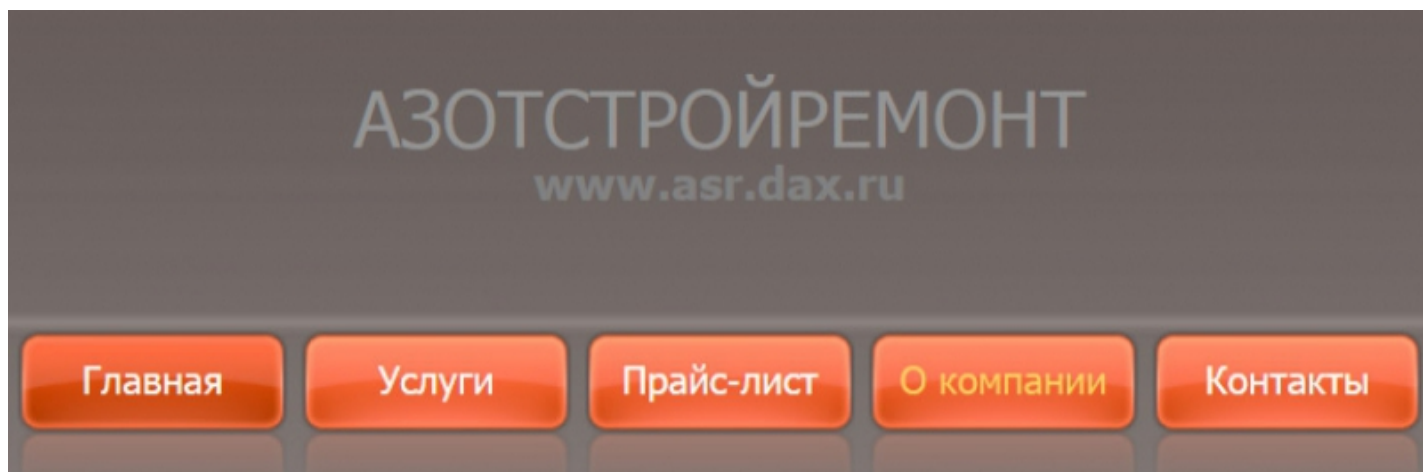 АЗОТСТРОЙРЕМОНТ
www.asr.dax.ru
Главная Услуги Прайс-лист О компании Контакты